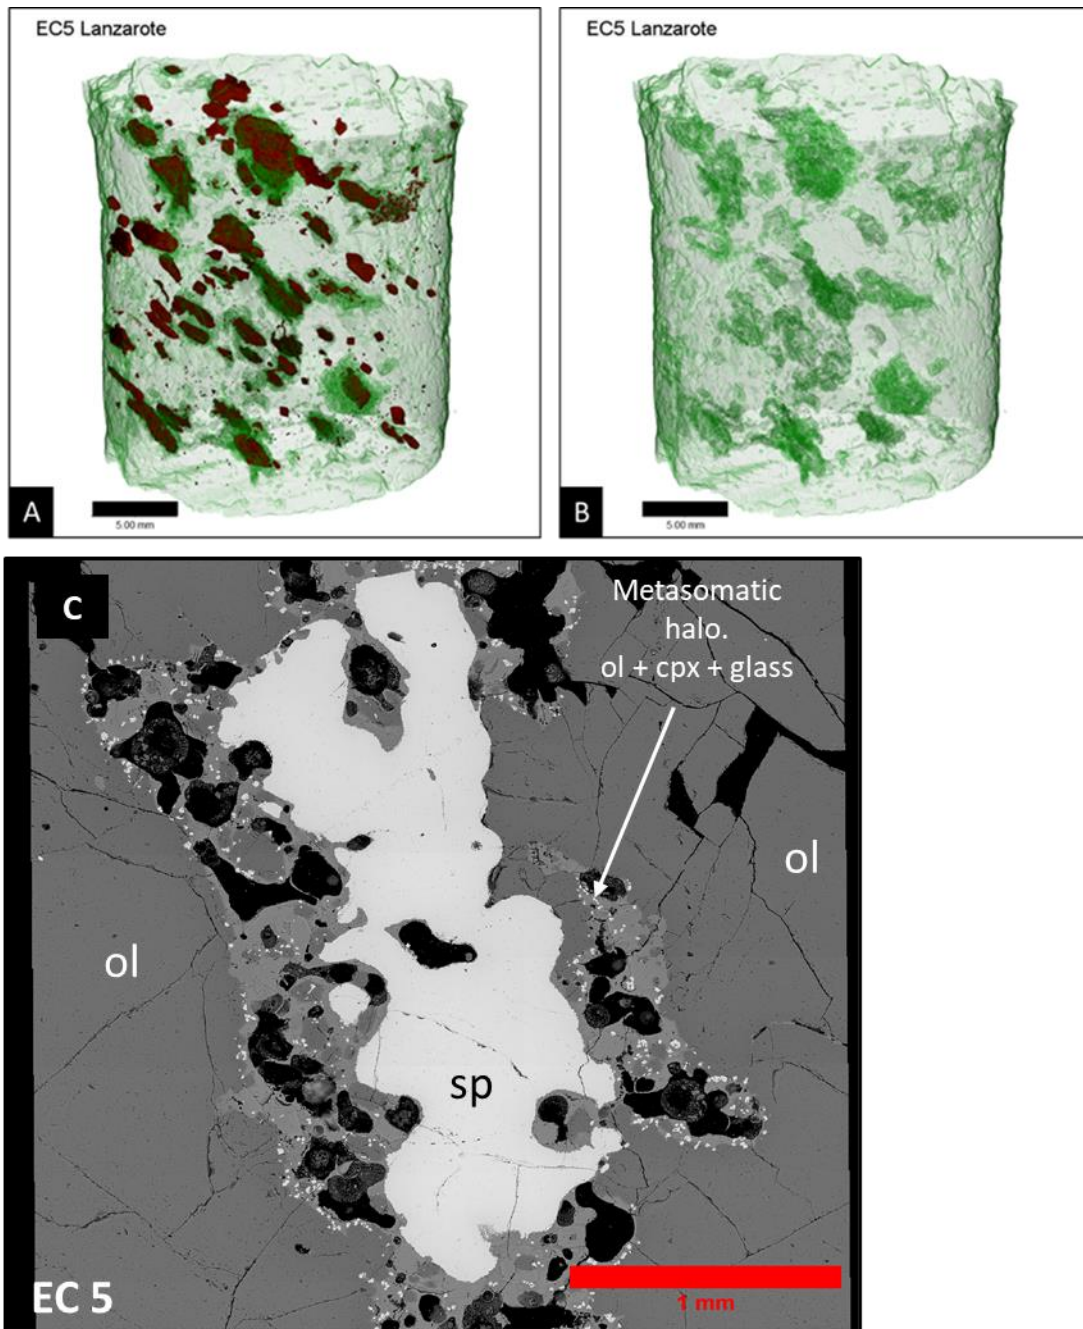 EC5 Lanzarote
A
5.00 mm
EC5 Lanzarote
B
5.00 mm
C
Metasomatic
halo.
ol + cpx + glass
ol
ol
sp
EC 5
1 mm